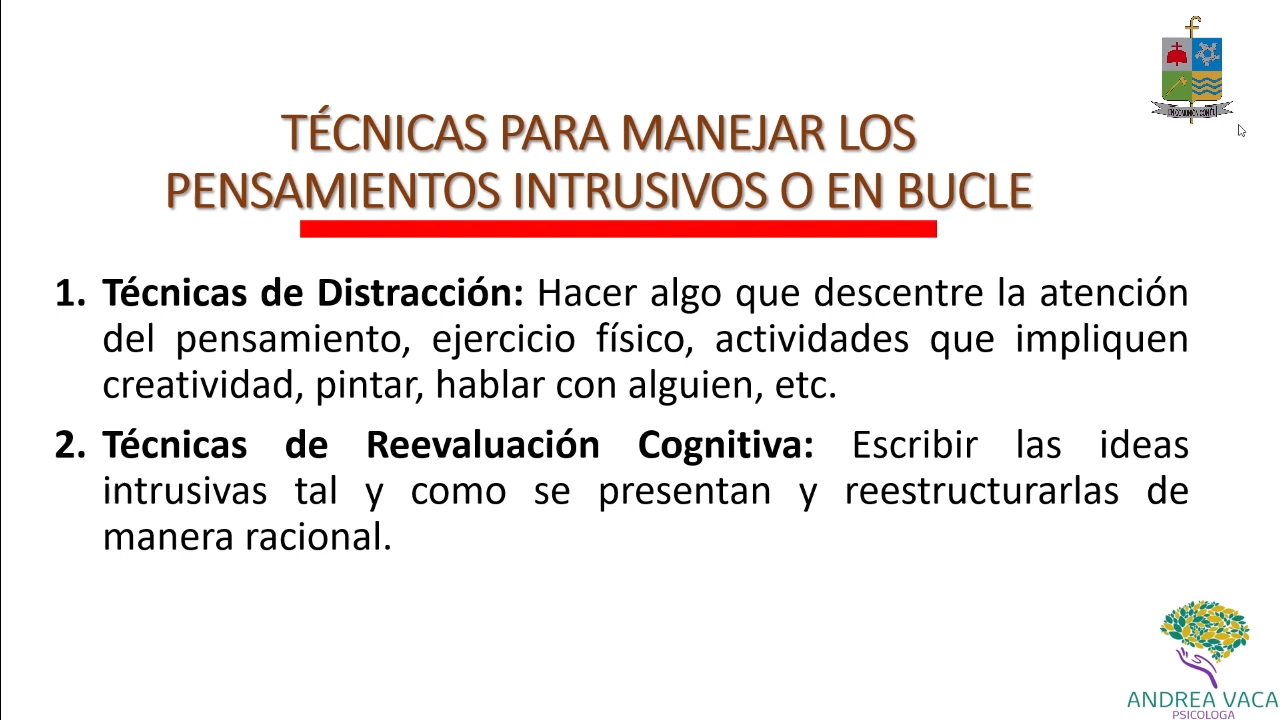 TÉCNICAS PARA MANEJAR LOS
PENSAMIENTOS INTRUSIVOS O EN BUCLE
1. Técnicas de Distracción: Hacer algo que descentre la atención
del pensamiento, ejercicio físico, actividades que impliquen
creatividad, pintar, hablar con alguien, etc.
2. Técnicas de Reevaluación Cognitiva: Escribir las ideas
intrusivas tal y como se presentan y reestructurarlas de
manera racional.
ANDREA VACA
PSICOLOGA